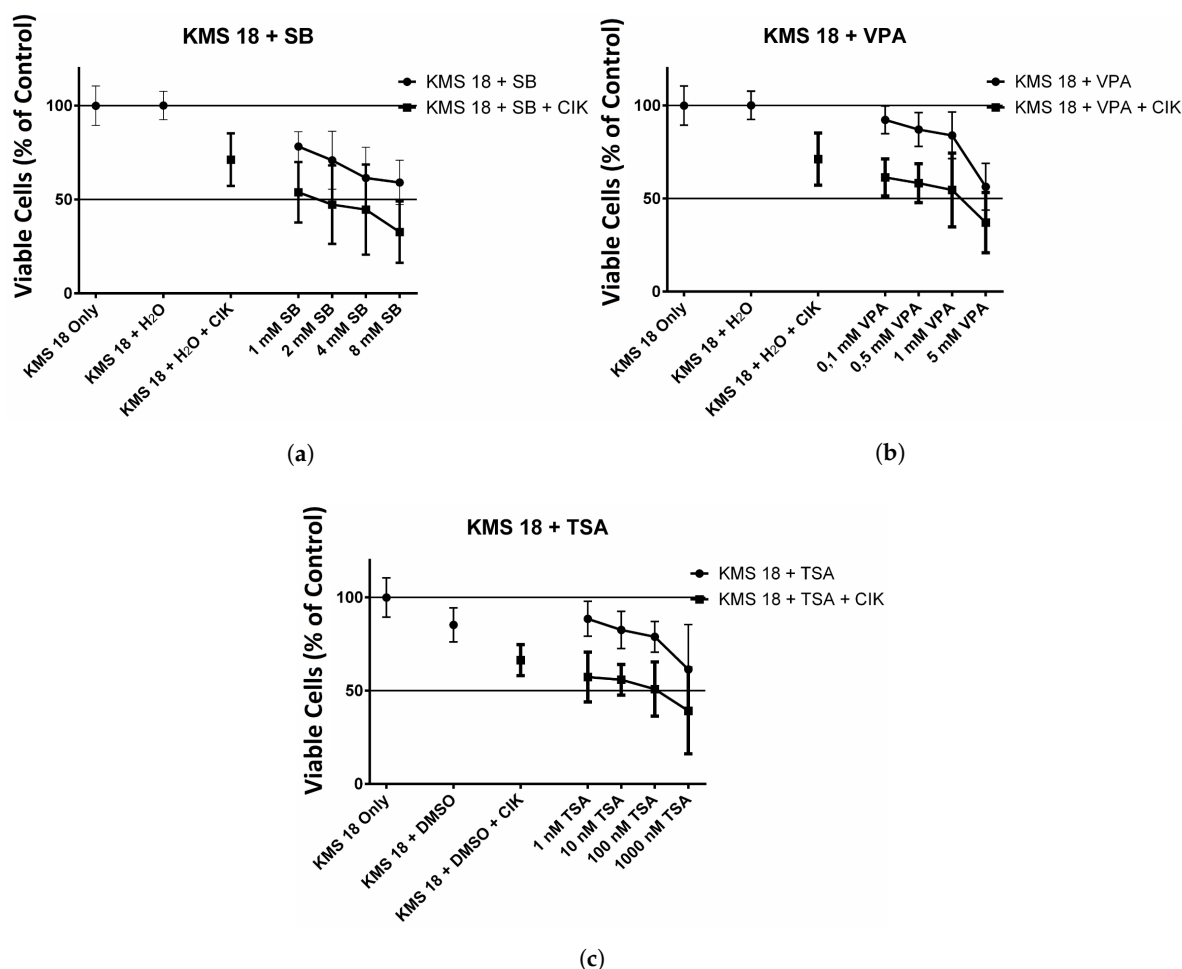 KMS 18 + SB
Viable Cells (% of Control)
100
50
0
KMS 18 + SB
KMS 18 + SB + CIK
KMS 18 Only
KMS 18 + H2O
KMS 18 + H2O + CIK
1 mM SB
2 mM SB
4 mM SB
8 mM SB
(a)
KMS 18 + VPA
Viable Cells (% of Control)
100
50
0
KMS 18 + VPA
KMS 18 + VPA + CIK
KMS 18 Only
KMS 18 + H2O
KMS 18 + H2O + CIK
0,1 mM VPA
0,5 mM VPA
1 mM VPA
5 mM VPA
(b)
KMS 18 + TSA
Viable Cells (% of Control)
100
50
0
KMS 18 + TSA
KMS 18 + TSA + CIK
KMS 18 Only
KMS 18 + DMSO
KMS 18 + DMSO + CIK
1 nM TSA
10 nM TSA
100 nM TSA
1000 nM TSA
(c)